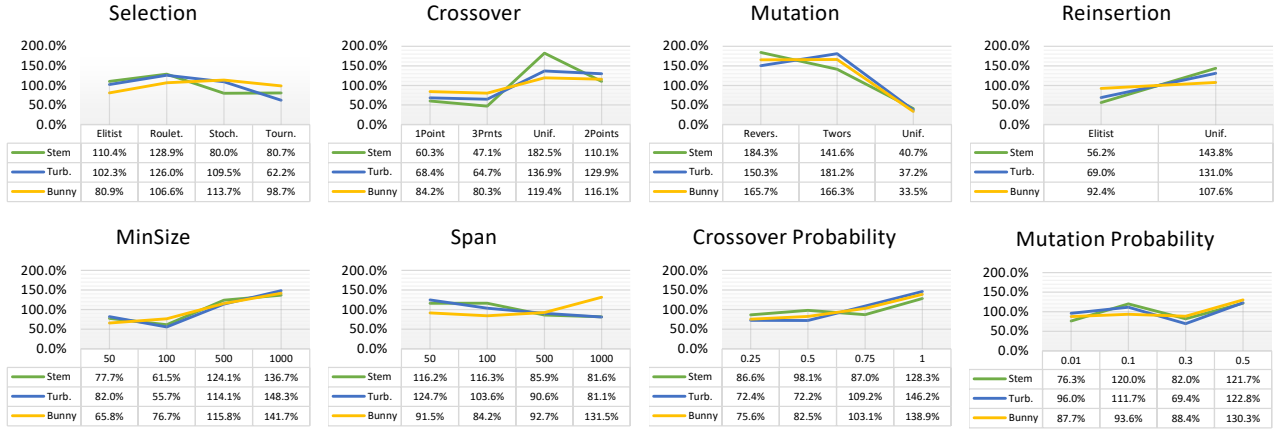 Selection
200.0%
150.0%
100.0%
50.0%
0.0%
Elitist Roulet. Stoch. Tourn.
Stem 110.4% 128.9% 80.0% 80.7%
Turb. 102.3% 126.0% 109.5% 62.2%
Bunny 80.9% 106.6% 113.7% 98.7%
Crossover
200.0%
150.0%
100.0%
50.0%
0.0%
1Point 3Prnts Unif. 2Points
Stem 60.3% 47.1% 182.5% 110.1%
Turb. 68.4% 64.7% 136.9% 129.9%
Bunny 84.2% 80.3% 119.4% 116.1%
Mutation
200.0%
150.0%
100.0%
50.0%
0.0%
Revers. Twors Unif.
Stem 184.3% 141.6% 40.7%
Turb. 150.3% 181.2% 37.2%
Bunny 165.7% 166.3% 33.5%
Reinsertion
200.0%
150.0%
100.0%
50.0%
0.0%
Elitist Unif.
Stem 56.2% 143.8%
Turb. 69.0% 131.0%
Bunny 92.4% 107.6%
MinSize
200.0%
150.0%
100.0%
50.0%
0.0%
50 100 500 1000
Stem 77.7% 61.5% 124.1% 136.7%
Turb. 82.0% 55.7% 114.1% 148.3%
Bunny 65.8% 76.7% 115.8% 141.7%
Span
200.0%
150.0%
100.0%
50.0%
0.0%
50 100 500 1000
Stem 116.2% 116.3% 85.9% 81.6%
Turb. 124.7% 103.6% 90.6% 81.1%
Bunny 91.5% 84.2% 92.7% 131.5%
Crossover Probability
200.0%
150.0%
100.0%
50.0%
0.0%
0.25 0.5 0.75 1
Stem 86.6% 98.1% 87.0% 128.3%
Turb. 72.4% 72.2% 109.2% 146.2%
Bunny 75.6% 82.5% 103.1% 138.9%
Mutation Probability
200.0%
150.0%
100.0%
50.0%
0.0%
0.01 0.1 0.3 0.5
Stem 76.3% 120.0% 82.0% 121.7%
Turb. 96.0% 111.7% 69.4% 122.8%
Bunny 87.7% 93.6% 88.4% 130.3%